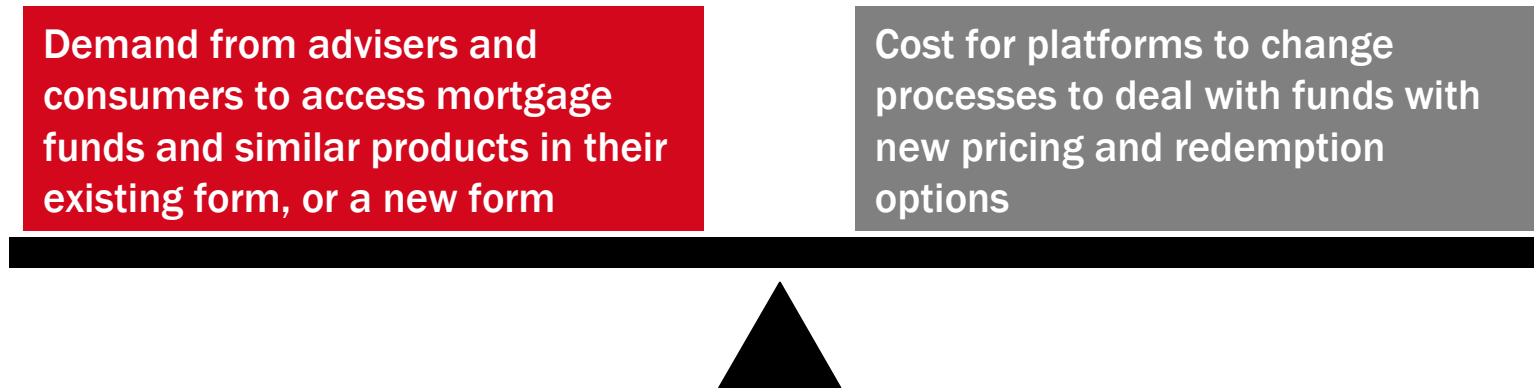 Demand from advisers and
consumers to access mortgage
funds and similar products in their
existing form, or a new form
Cost for platforms to change
processes to deal with funds with
new pricing and redemption
options